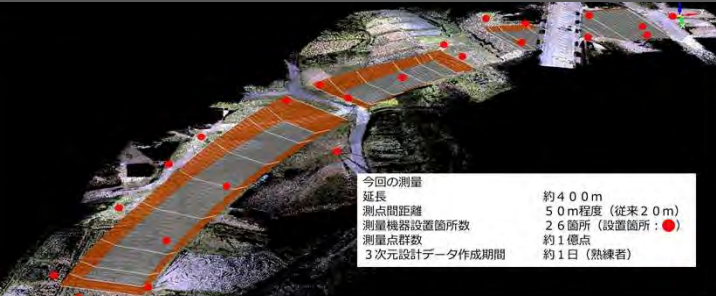 今回の測量
延長 約400m
測点間距離 50m程度（従来20m）
測量機器設置箇所数 26箇所（設置箇所：●）
測量点群数 約1億点
3次元設計データ作成期間 約1日（熟練者）